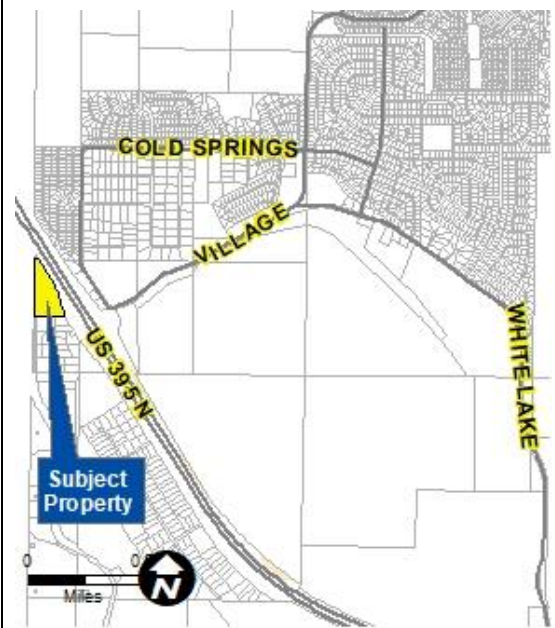 COLD SPRINGS
VILLAGE
WHITE LAKE
US-395 N
Subject
Property
0
Miles
N